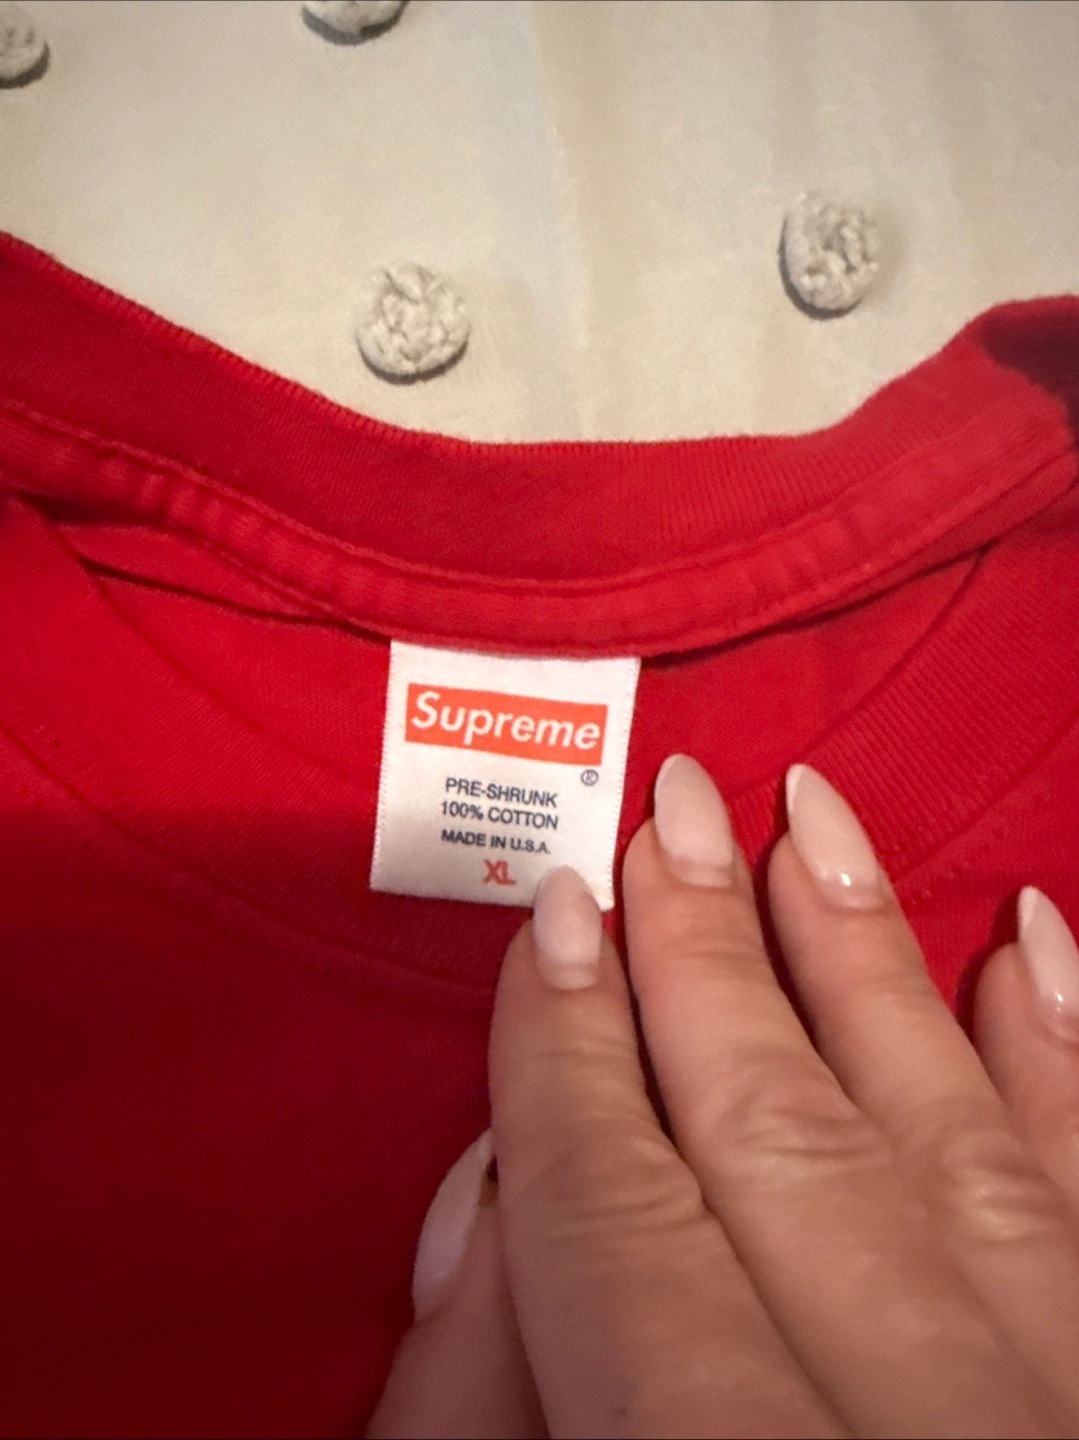 Supreme
®
PRE-SHRUNK
100% COTTON
MADE IN U.S.A.
XL